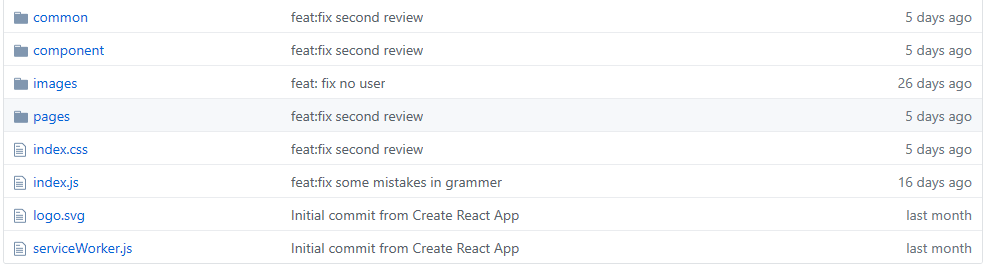 common feat:fix second review 5 days ago
component feat:fix second review 5 days ago
images feat: fix no user 26 days ago
pages feat:fix second review 5 days ago
index.css feat:fix second review 5 days ago
index.js feat:fix some mistakes in grammer 16 days ago
logo.svg Initial commit from Create React App last month
serviceWorker.js Initial commit from Create React App last month